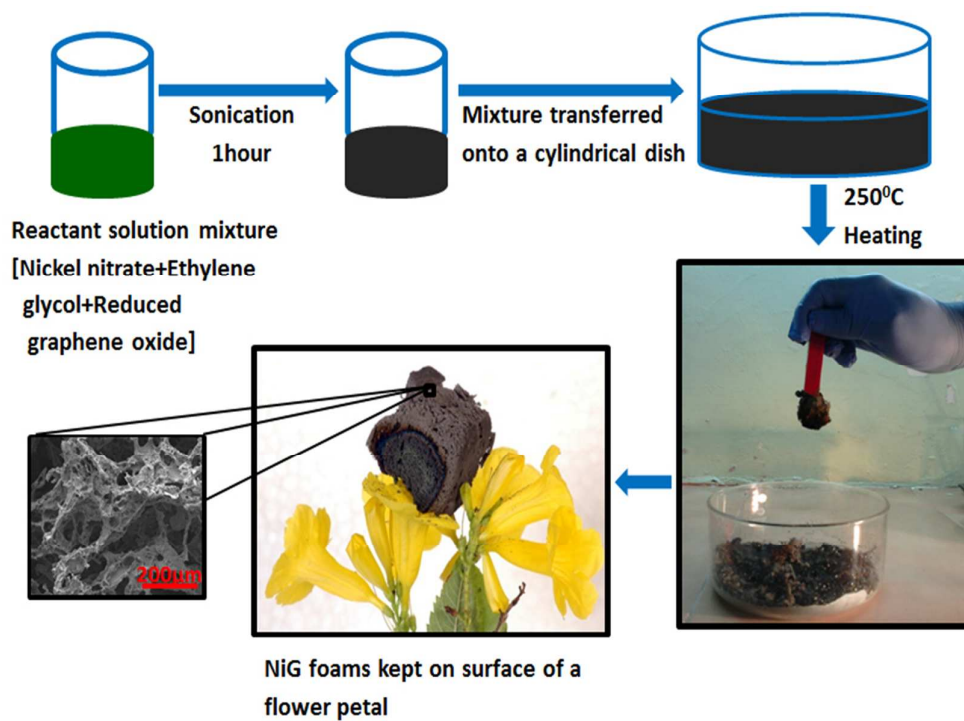 Sonication
1hour
Mixture transferred
onto a cylindrical dish
250⁰C
Heating
Reactant solution mixture
[Nickel nitrate+Ethylene
glycol+Reduced
graphene oxide]
200µm
NiG foams kept on surface of a
flower petal